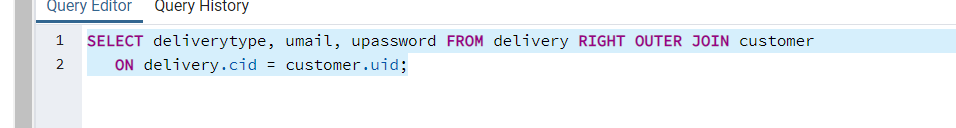 Query Editor Query History
1 SELECT deliverytype, umail, upassword FROM delivery RIGHT OUTER JOIN customer
2 ON delivery.cid = customer.uid;